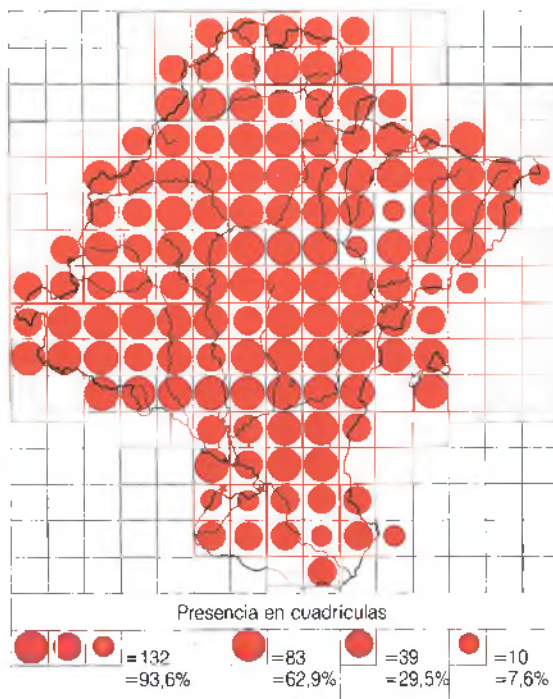 Presencia en cuadrículas
=132 =83 =39 =10
=93,6% =62,9% =29,5% =7,6%